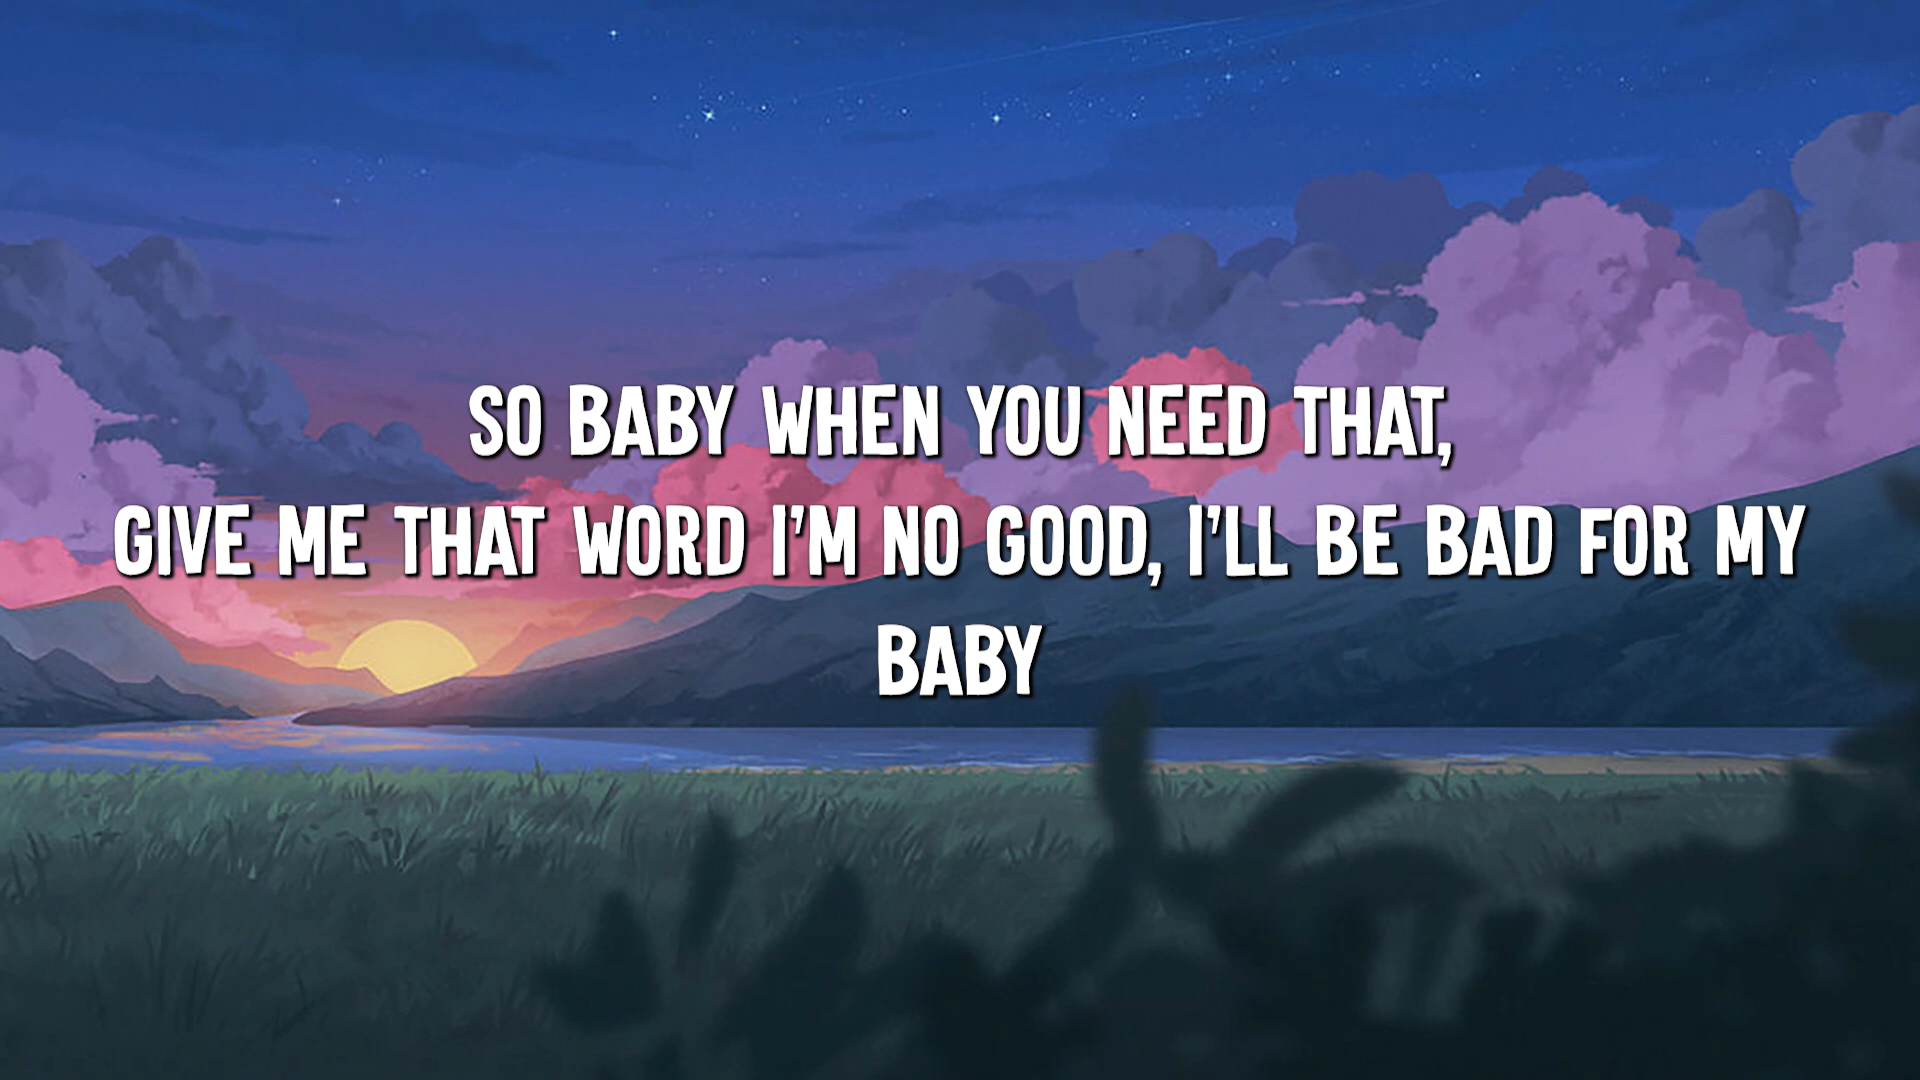 SO BABY WHEN YOU NEED THAT,
GIVE ME THAT WORD I'M NO GOOD, I'LL BE BAD FOR MY
BABY